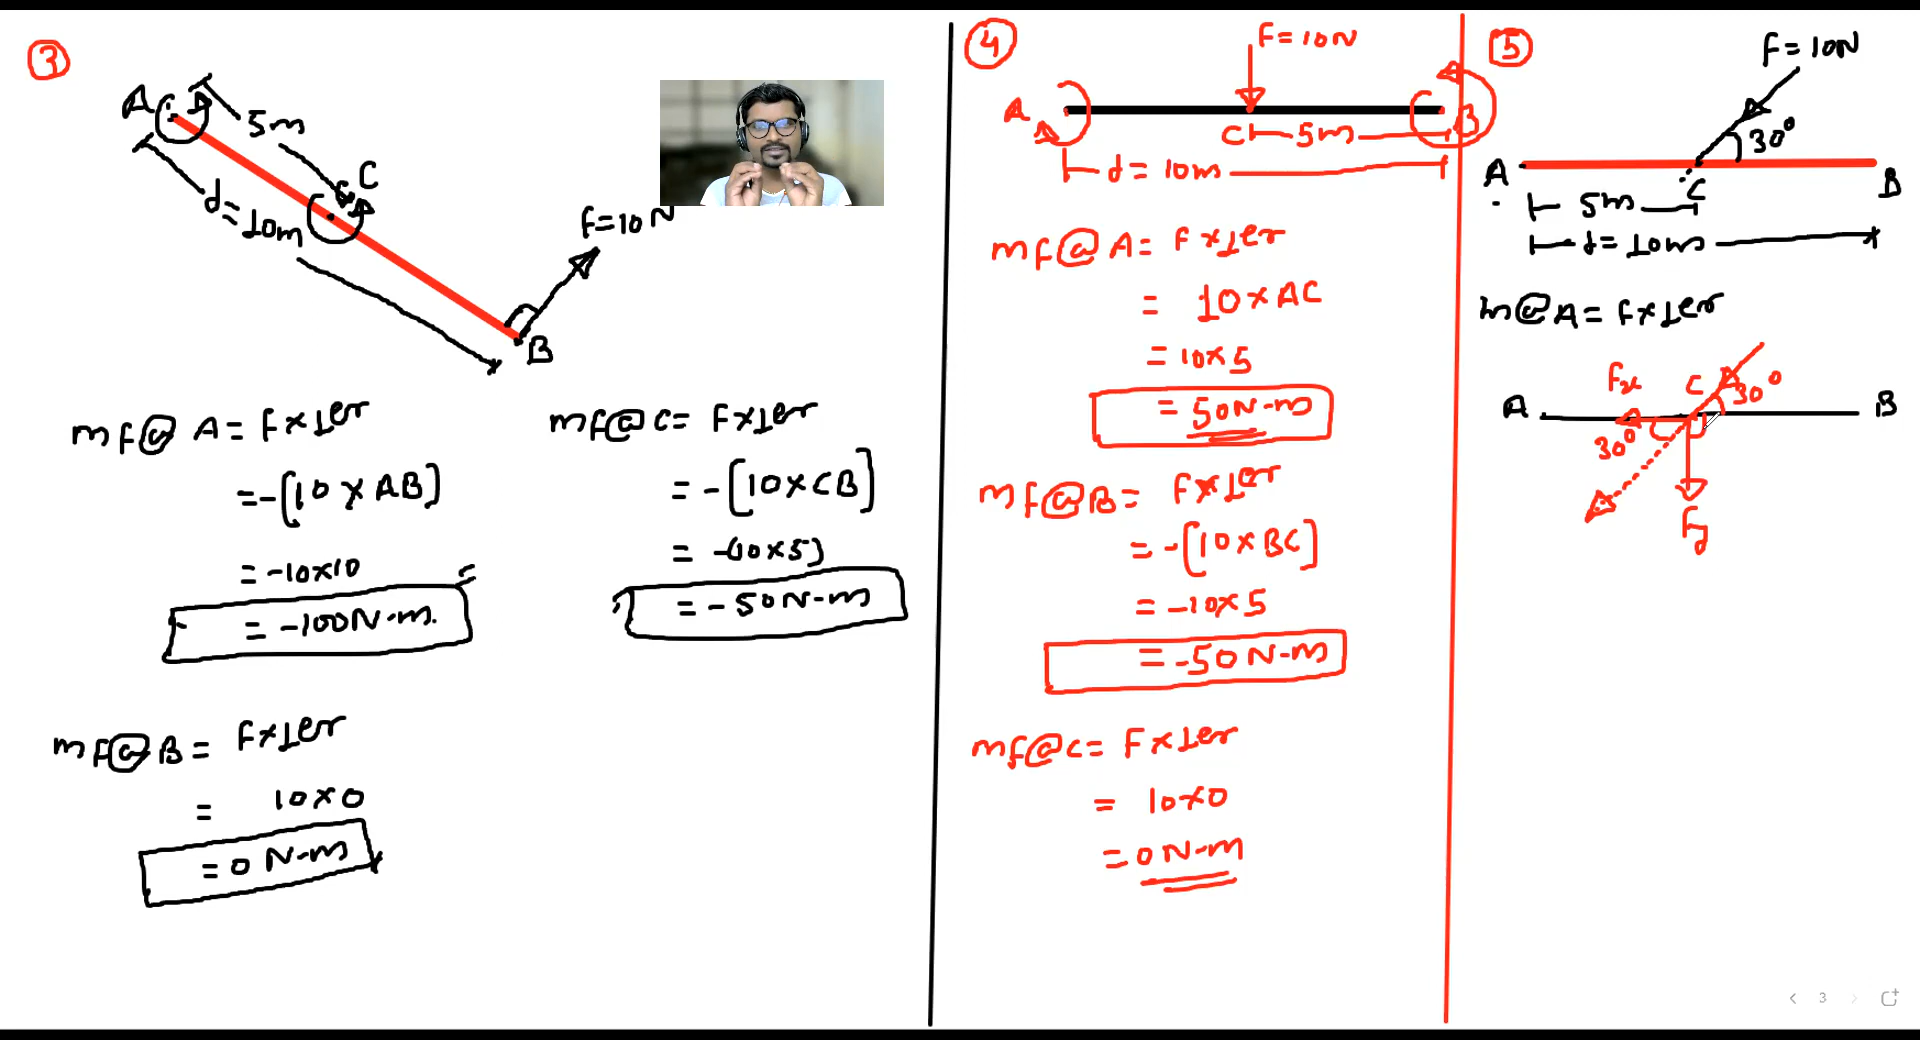 3
A
5m
C
d=10m
F=10N
B
mf@A= F×⊥er
=-[10×AB]
=-10×10
=-100N-m.
mf@C= F×⊥er
=-[10×CB]
= -(10×5)
=-50N-m
mf@B= F×⊥er
= 10×0
=0 N-m
4
F=10N
A
B
C
5m
d=10m
mf@A= F×⊥er
= 10×AC
=10×5
=50N-m
mf@B= F×⊥er
=-[10×BC]
=-10×5
=-50N-m
mf@C= F×⊥er
= 10×0
=0N-m
5
F=10N
30°
A
C
B
5m
d=10m
m@A= F×⊥er
Fx
C
30°
A
B
30°
Fy
3